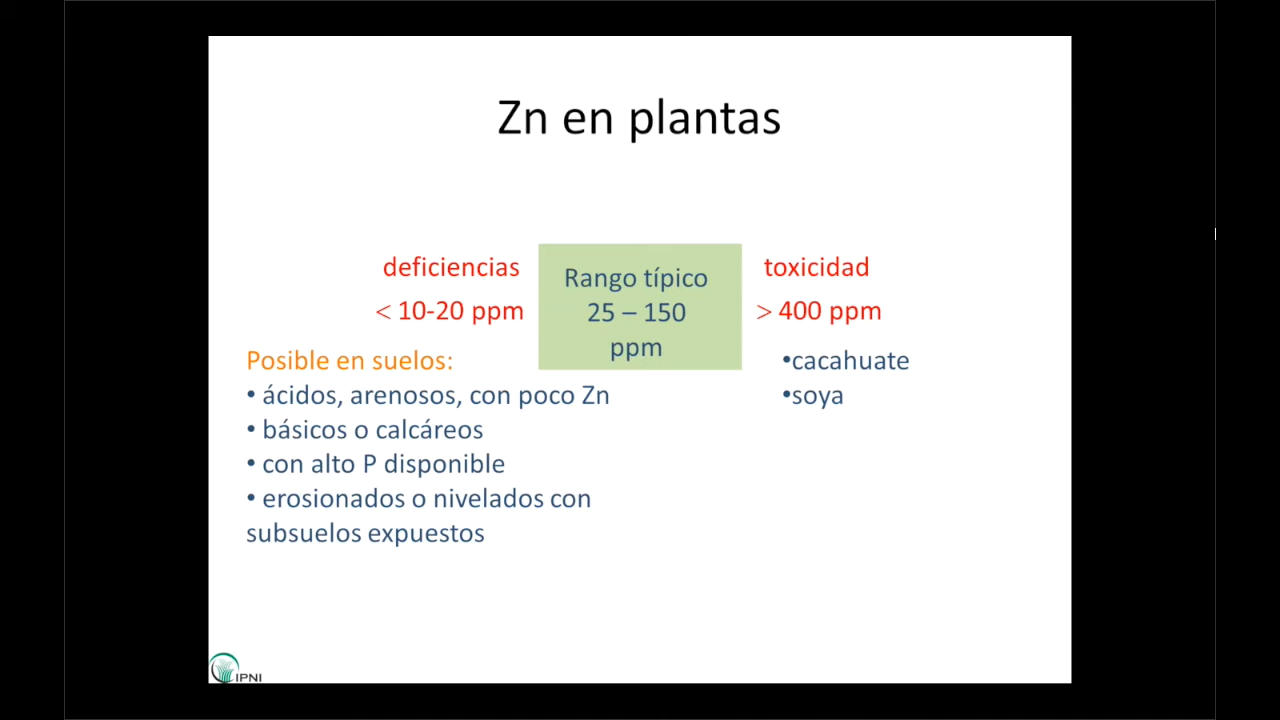 Zn en plantas
deficiencias
< 10-20 ppm
Rango típico
25 – 150
ppm
toxicidad
> 400 ppm
Posible en suelos:
• ácidos, arenosos, con poco Zn
• básicos o calcáreos
• con alto P disponible
• erosionados o nivelados con
subsuelos expuestos
•cacahuate
•soya
IPNI